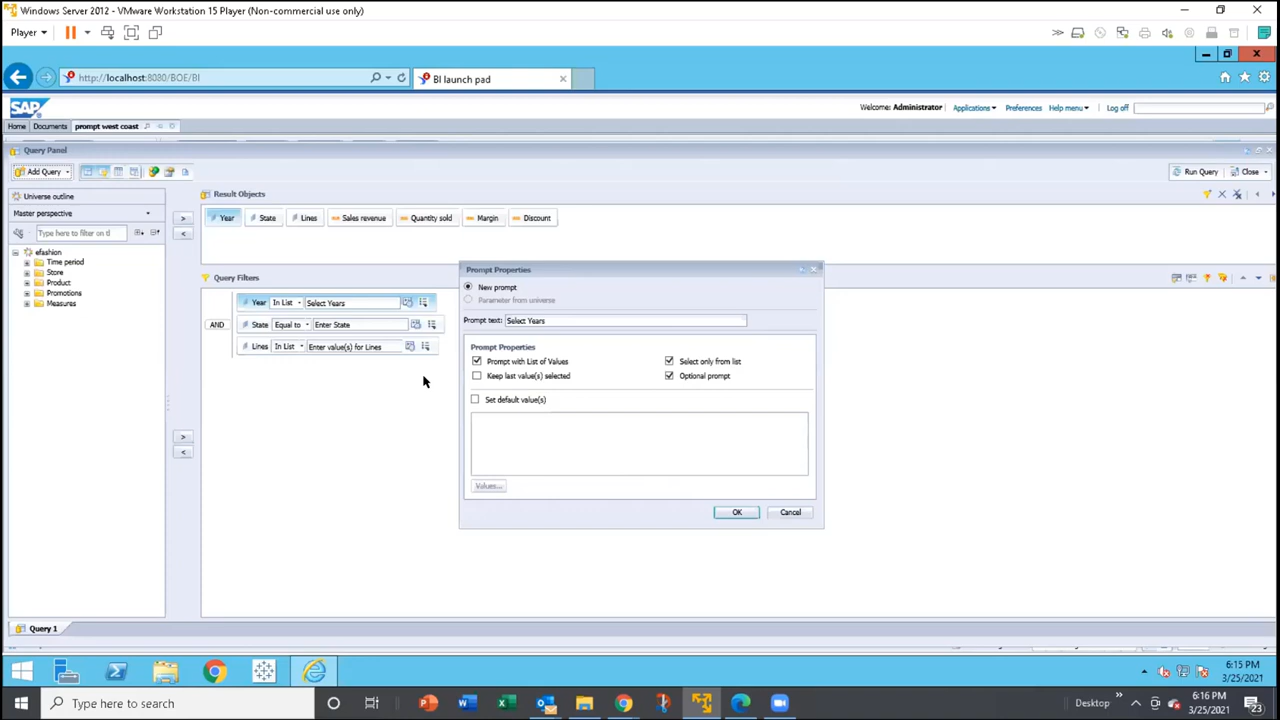 Windows Server 2012 - VMware Workstation 15 Player (Non-commercial use only)
Player
http://localhost:8080/BOE/BI
BI launch pad
SAP
Welcome: Administrator
Applications
Preferences
Help menu
Log off
Home
Documents
prompt west coast
Query Panel
Add Query
Run Query
Close
Universe outline
Master perspective
Type here to filter on tl
efashion
Time period
Store
Product
Promotions
Measures
Result Objects
Year
State
Lines
Sales revenue
Quantity sold
Margin
Discount
Query Filters
AND
Year In List Select Years
State Equal to Enter State
Lines In List Enter value(s) for Lines
Prompt Properties
New prompt
Parameter from universe
Prompt text: Select Years
Prompt Properties
Prompt with List of Values
Select only from list
Keep last value(s) selected
Optional prompt
Set default value(s)
Values...
OK
Cancel
Query 1
6:15 PM
3/25/2021
Type here to search
Desktop
6:16 PM
3/25/2021
23